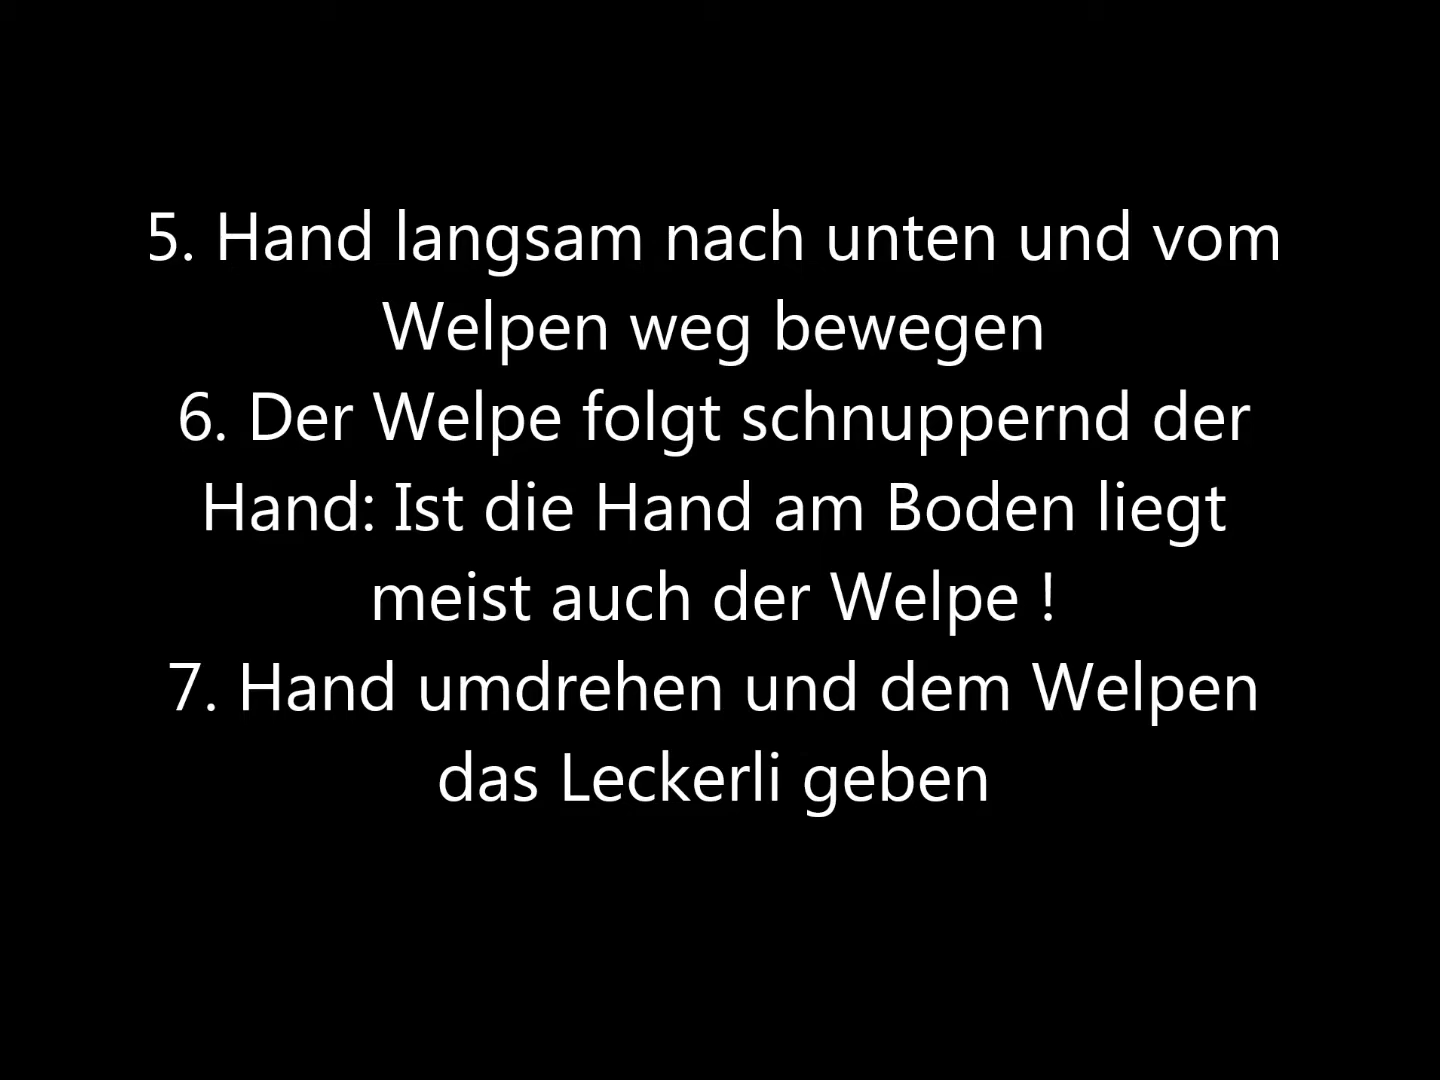 5. Hand langsam nach unten und vom
Welpen weg bewegen
6. Der Welpe folgt schnuppernd der
Hand: Ist die Hand am Boden liegt
meist auch der Welpe !
7. Hand umdrehen und dem Welpen
das Leckerli geben